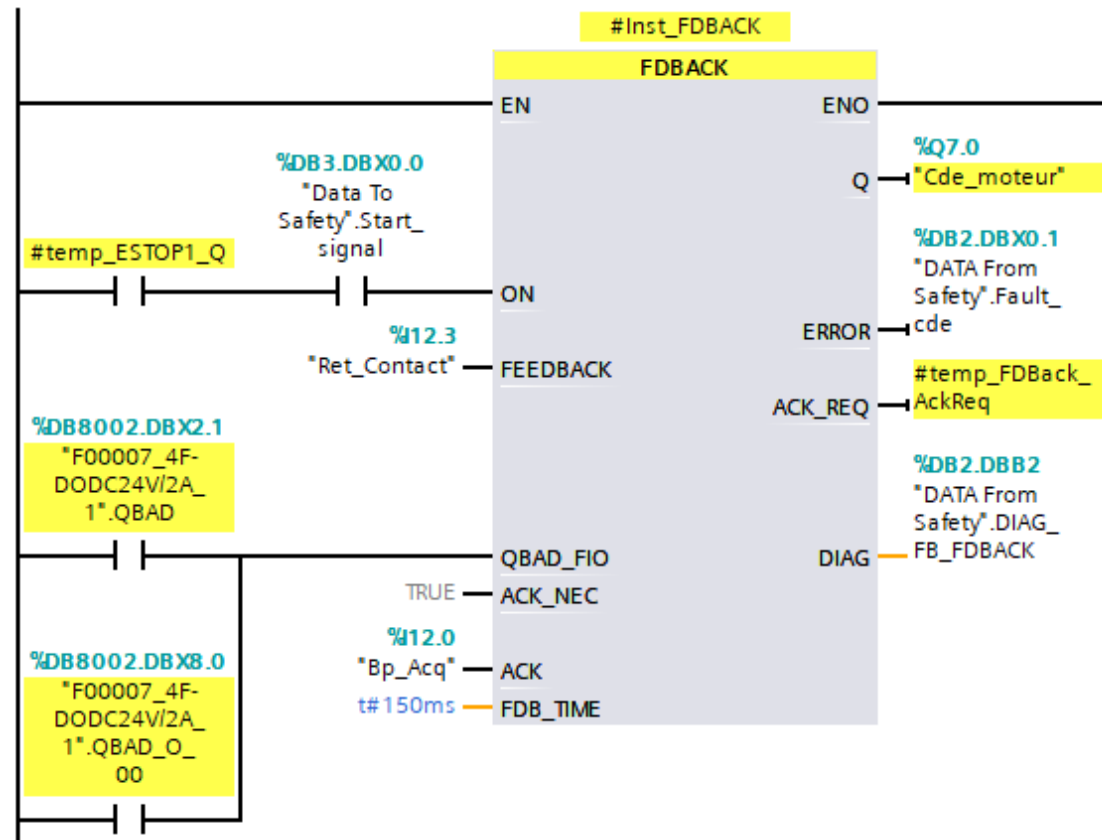 #Inst_FDBACK
FDBACK
EN
ENO
%Q7.0
"Cde_moteur"
Q
%DB3.DBX0.0
"Data To
Safety".Start_
signal
#temp_ESTOP1_Q
ON
%DB2.DBX0.1
"DATA From
Safety".Fault_
cde
ERROR
%I12.3
"Ret_Contact"
FEEDBACK
#temp_FDBack_
AckReq
ACK_REQ
%DB8002.DBX2.1
"F00007_4F-
DODC24V/2A_
1".QBAD
QBAD_FIO
%DB2.DBB2
"DATA From
Safety".DIAG_
FB_FDBACK
DIAG
TRUE
ACK_NEC
%I12.0
"Bp_Acq"
ACK
t#150ms
FDB_TIME
%DB8002.DBX8.0
"F00007_4F-
DODC24V/2A_
1".QBAD_O_
00